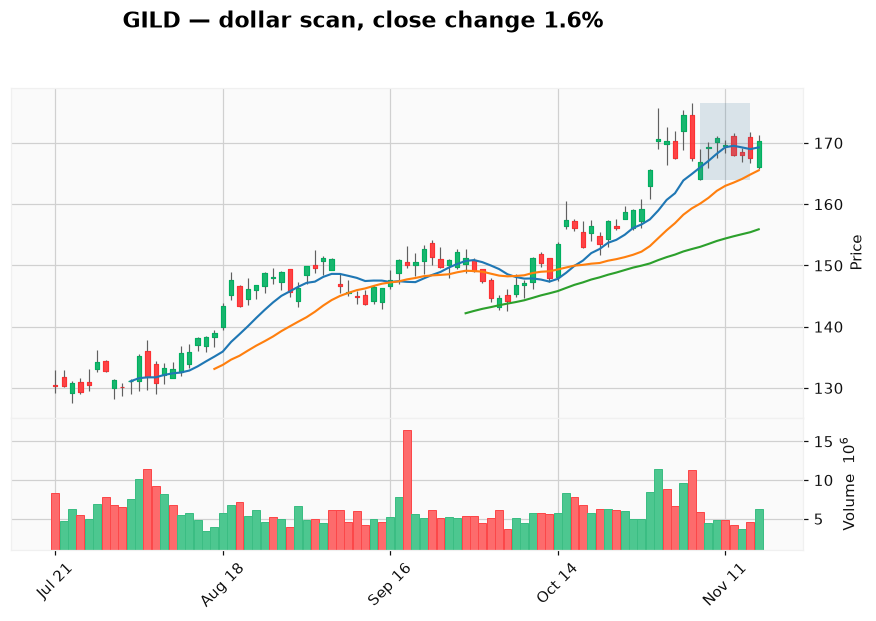 GILD — dollar scan, close change 1.6%
170
160
150
140
130
Price
15
10
5
Volume 10⁶
Jul 21
Aug 18
Sep 16
Oct 14
Nov 11